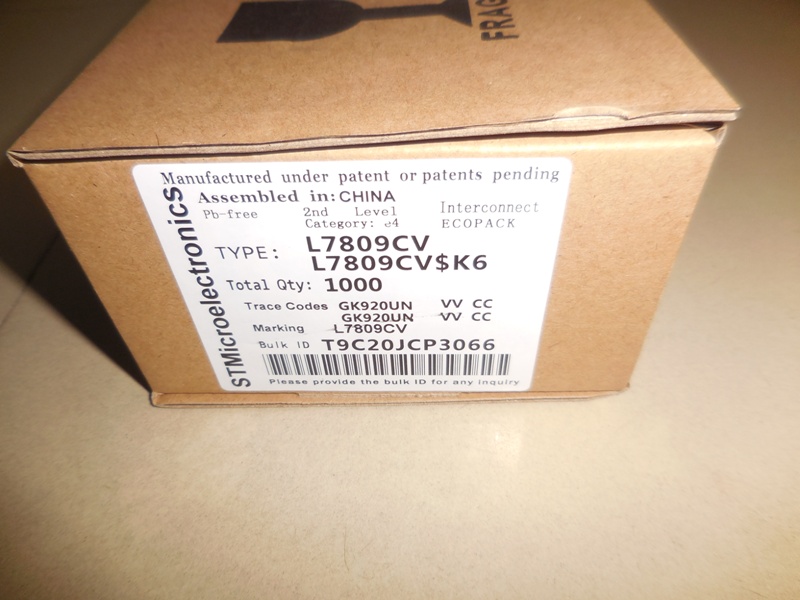 FRAG
Manufactured under patent or patents pending
STMicroelectronics
Assembled in: CHINA
Pb-free 2nd Level Interconnect
Category: e4 ECOPACK
TYPE: L7809CV
L7809CV$K6
Total Qty: 1000
Trace Codes GK920UN VV CC
GK920UN VV CC
Marking L7809CV
Bulk ID T9C20JCP3066
Please provide the bulk ID for any inquiry